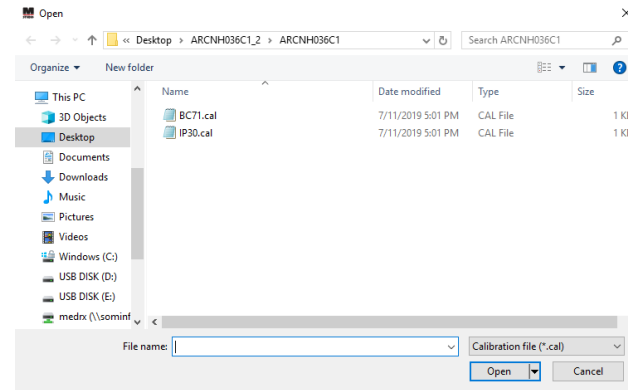 Open
« Desktop > ARCNH036C1_2 > ARCNH036C1
Search ARCNH036C1
Organize
New folder
Name Date modified Type Size
This PC
3D Objects
Desktop
Documents
Downloads
Music
Pictures
Videos
Windows (C:)
USB DISK (D:)
USB DISK (E:)
medrx (\\sominf
BC71.cal 7/11/2019 5:01 PM CAL File 1 K
IP30.cal 7/11/2019 5:01 PM CAL File 1 K
File name:
Calibration file (*.cal)
Open
Cancel